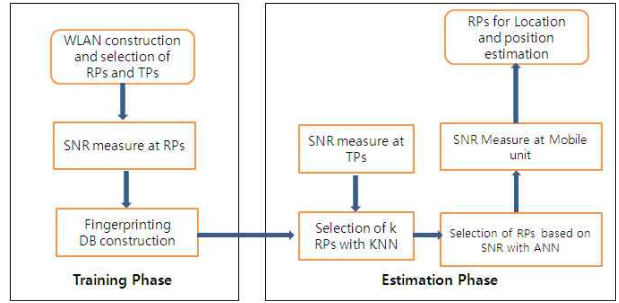 WLAN construction
and selection of
RPs and TPs
SNR measure at RPs
Fingerprinting
DB construction
Training Phase
RPs for Location
and position
estimation
SNR measure at
TPs
SNR Measure at Mobile
unit
Selection of k
RPs with KNN
Selection of RPs based on
SNR with ANN
Estimation Phase